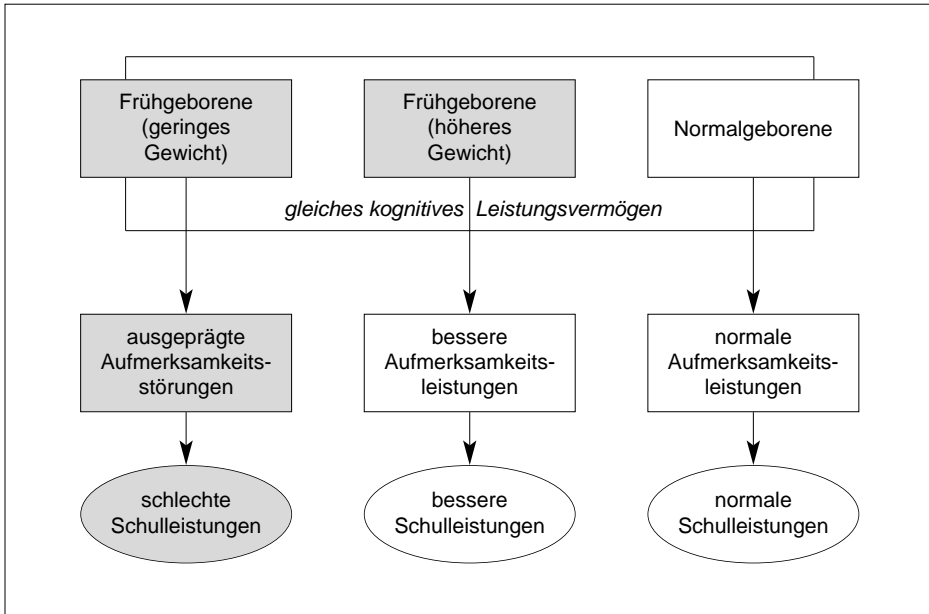 Frühgeborene
(geringes
Gewicht)
Frühgeborene
(höheres
Gewicht)
Normalgeborene
gleiches kognitives Leistungsvermögen
ausgeprägte
Aufmerksamkeits-
störungen
bessere
Aufmerksamkeits-
leistungen
normale
Aufmerksamkeits-
leistungen
schlechte
Schulleistungen
bessere
Schulleistungen
normale
Schulleistungen